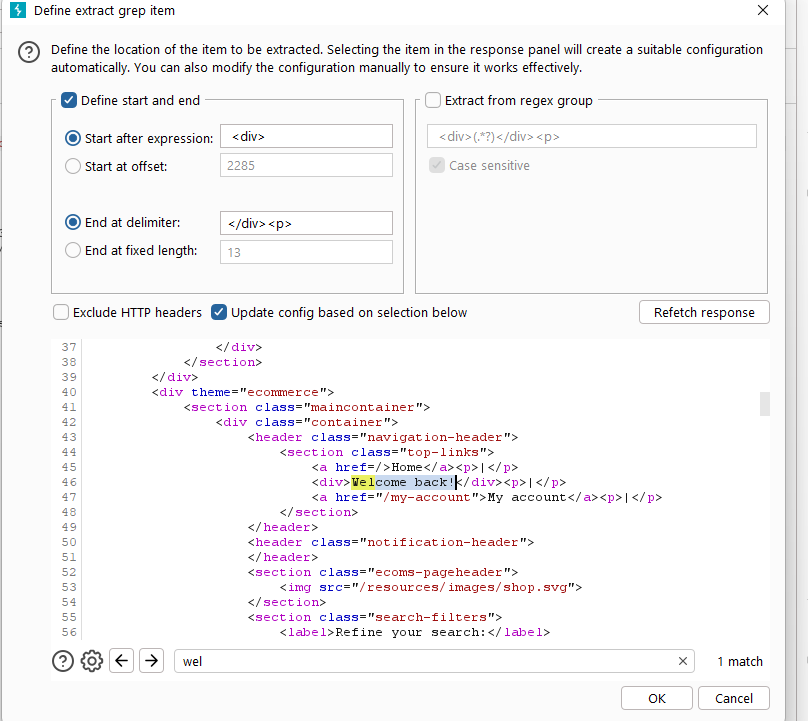 Define extract grep item
Define the location of the item to be extracted. Selecting the item in the response panel will create a suitable configuration
automatically. You can also modify the configuration manually to ensure it works effectively.
Define start and end
Start after expression: <div>
Start at offset: 2285
End at delimiter: </div><p>
End at fixed length: 13
Extract from regex group
<div>(.*?)</div><p>
Case sensitive
Exclude HTTP headers Update config based on selection below Refetch response
37 </div>
38 </section>
39 </div>
40 <div theme="ecommerce">
41 <section class="maincontainer">
42 <div class="container">
43 <header class="navigation-header">
44 <section class="top-links">
45 <a href=/>Home</a><p>|</p>
46 <div>Welcome back!</div><p>|</p>
47 <a href="/my-account">My account</a><p>|</p>
48 </section>
49 </header>
50 <header class="notification-header">
51 </header>
52 <section class="ecoms-pageheader">
53 <img src="/resources/images/shop.svg">
54 </section>
55 <section class="search-filters">
56 <label>Refine your search:</label>
wel 1 match
OK Cancel